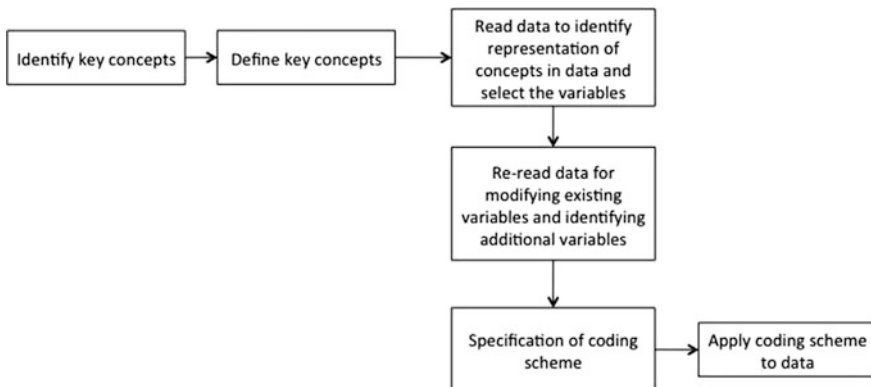 Identify key concepts
Define key concepts
Read data to identify
representation of
concepts in data and
select the variables
Re-read data for
modifying existing
variables and identifying
additional variables
Specification of coding
scheme
Apply coding scheme
to data